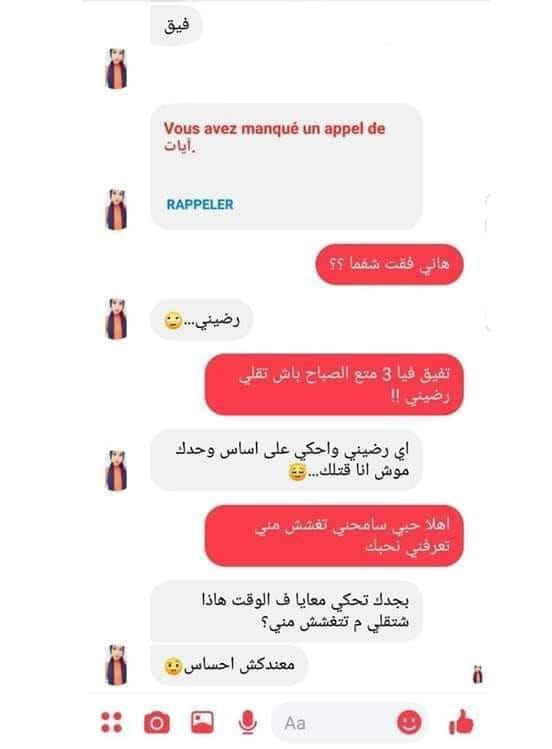 فيق
Vous avez manqué un appel de
آيات.
RAPPELER
هاني فقت شفما ؟؟
رضيني...🙄
تفيق فيا 3 متع الصباح باش تقلي
رضيني !!
اي رضيني واحكي على اساس وحدك
موش انا قتلك...😌
اهلا حبي سامحني تغشش مني
تعرفني نحبك
بجدك تحكي معايا ف الوقت هاذا
شتقلي م تتغشش مني؟
معندكش احساس😢
Aa